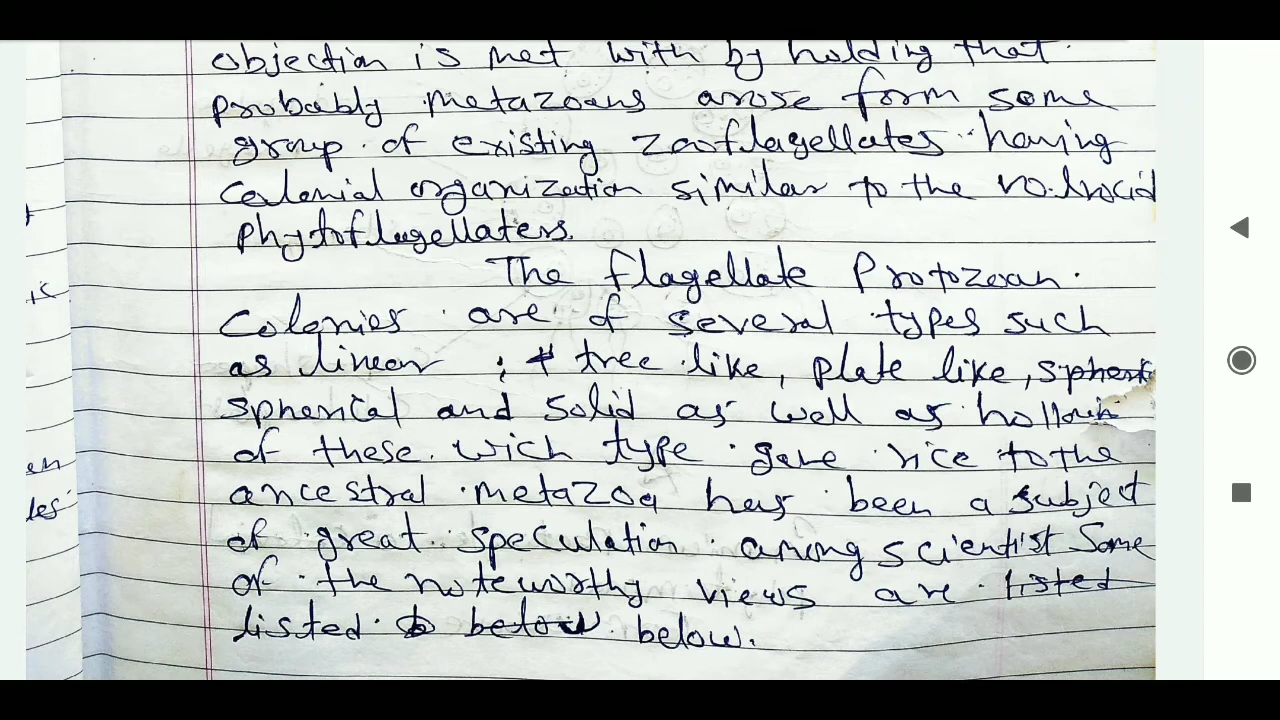 objection is met with by holding that
probably metazoans arose form some
group of existing Zooflagellates having
colonial organization similar to the volvocid
phytoflagellaters.
The flagellate Protozoan
Colonies are of several types such
as linear ; tree like, plate like,
spherical and solid as well as hollow
of these wich type gave rice to the
ancestral metazoa has been a subject
of great speculation among scientist Some
of the noteworthy views are listed
listed below below.
en